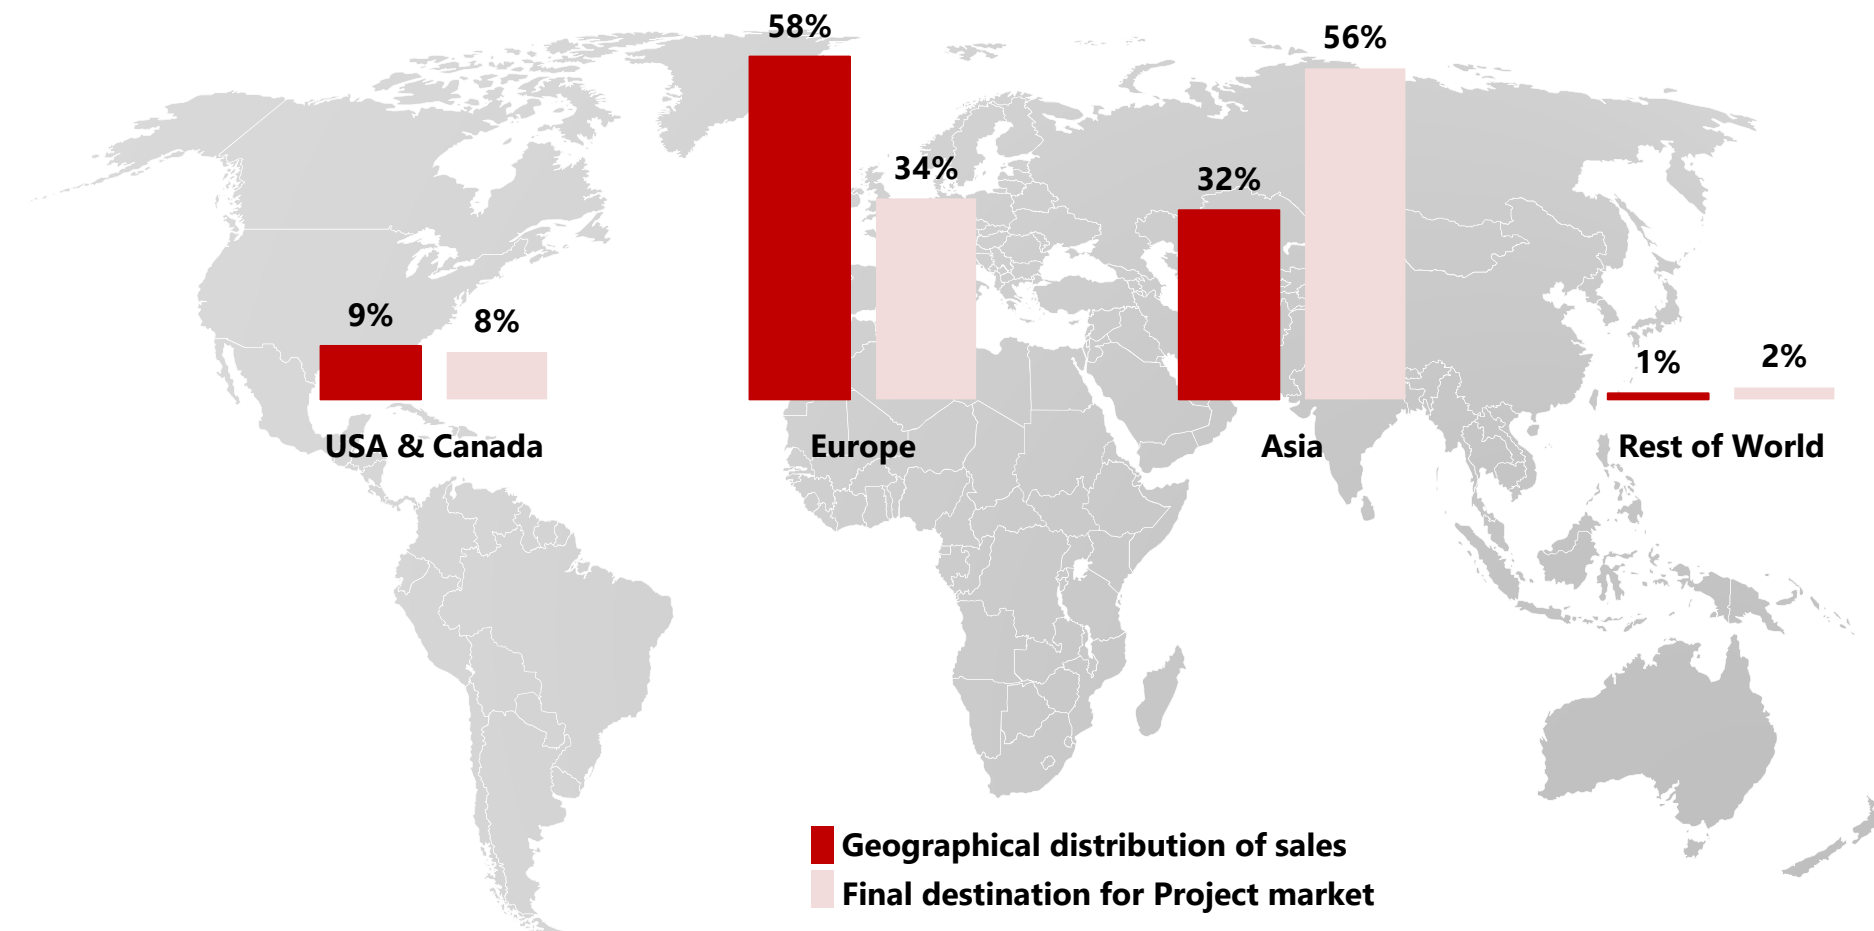 58%
56%
34%
32%
9%
8%
1%
2%
USA & Canada
Europe
Asia
Rest of World
Geographical distribution of sales
Final destination for Project market